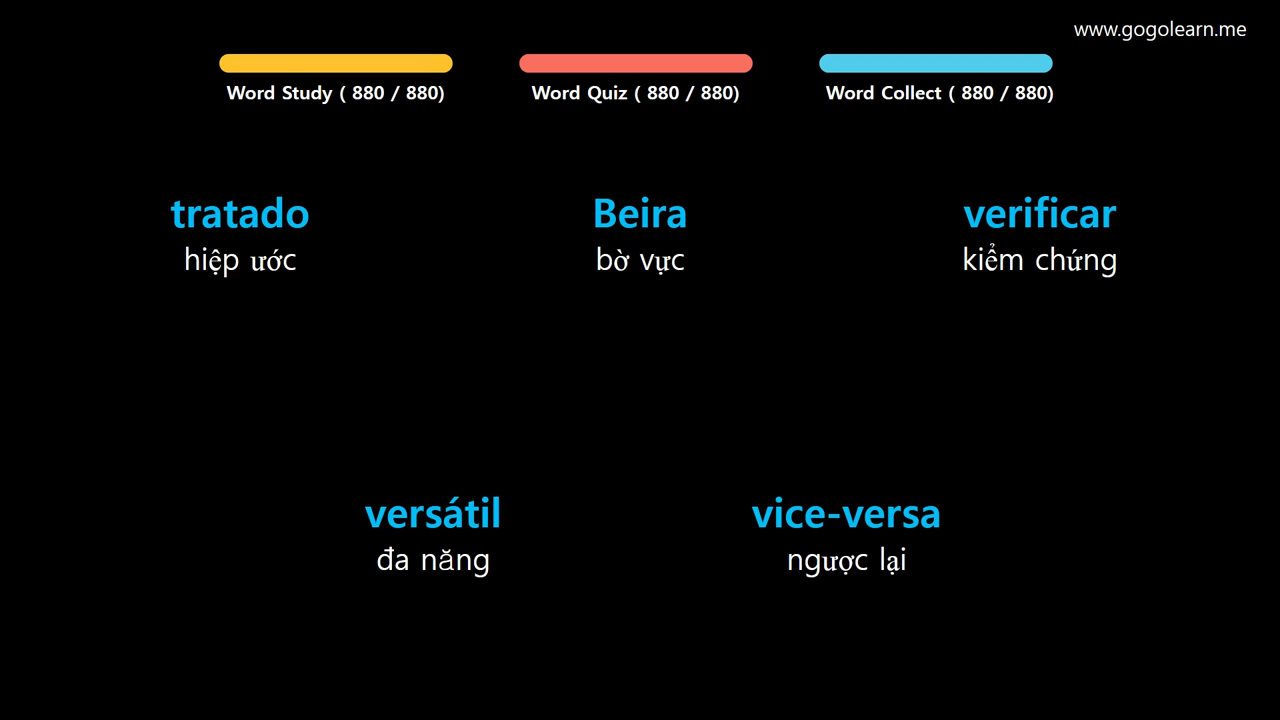 www.gogolearn.me
Word Study ( 880 / 880)
Word Quiz ( 880 / 880)
Word Collect ( 880 / 880)
tratado
hiệp ước
Beira
bờ vực
verificar
kiểm chứng
versátil
đa năng
vice-versa
ngược lại